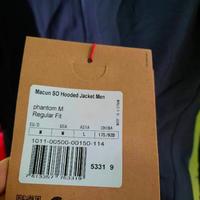 Macun SO Hooded Jacket Men
phantom M
Regular Fit
EU USA ASIA CHINA
M M L 175/92B
1011-00500-00150-114
5331 9